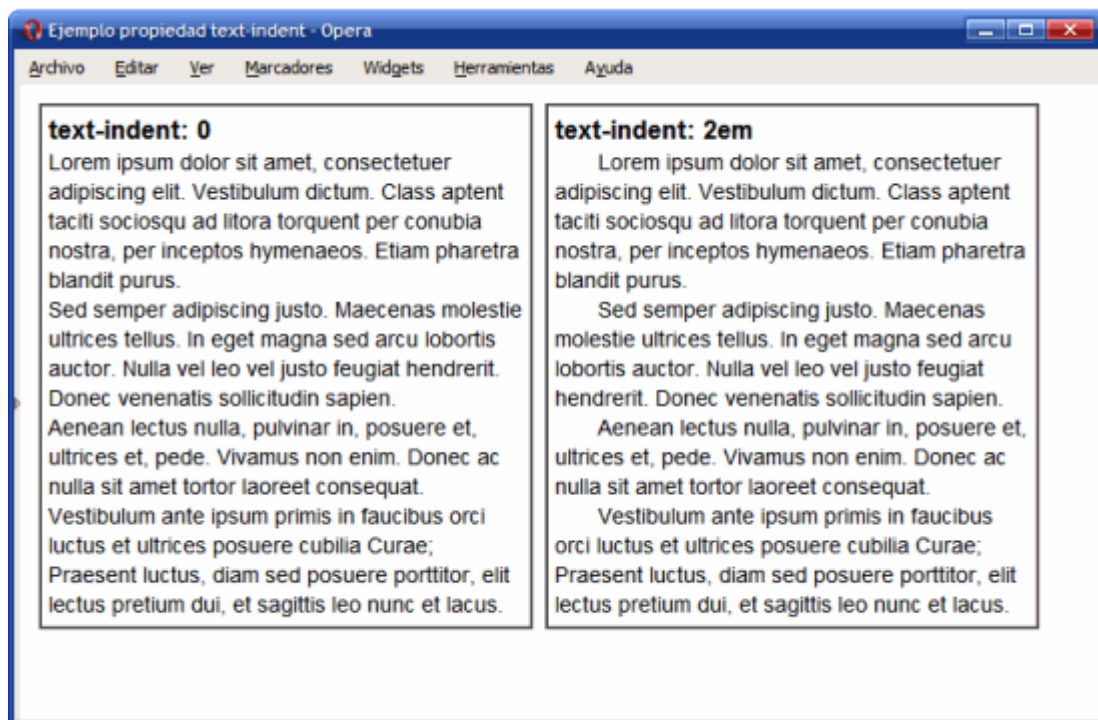 Ejemplo propiedad text-indent - Opera
Archivo Editar Ver Marcadores Widgets Herramientas Ayuda
text-indent: 0
Lorem ipsum dolor sit amet, consectetuer
adipiscing elit. Vestibulum dictum. Class aptent
taciti sociosqu ad litora torquent per conubia
nostra, per inceptos hymenaeos. Etiam pharetra
blandit purus.
Sed semper adipiscing justo. Maecenas molestie
ultrices tellus. In eget magna sed arcu lobortis
auctor. Nulla vel leo vel justo feugiat hendrerit.
Donec venenatis sollicitudin sapien.
Aenean lectus nulla, pulvinar in, posuere et,
ultrices et, pede. Vivamus non enim. Donec ac
nulla sit amet tortor laoreet consequat.
Vestibulum ante ipsum primis in faucibus orci
luctus et ultrices posuere cubilia Curae;
Praesent luctus, diam sed posuere porttitor, elit
lectus pretium dui, et sagittis leo nunc et lacus.
text-indent: 2em
Lorem ipsum dolor sit amet, consectetuer
adipiscing elit. Vestibulum dictum. Class aptent
taciti sociosqu ad litora torquent per conubia
nostra, per inceptos hymenaeos. Etiam pharetra
blandit purus.
Sed semper adipiscing justo. Maecenas
molestie ultrices tellus. In eget magna sed arcu
lobortis auctor. Nulla vel leo vel justo feugiat
hendrerit. Donec venenatis sollicitudin sapien.
Aenean lectus nulla, pulvinar in, posuere et,
ultrices et, pede. Vivamus non enim. Donec ac
nulla sit amet tortor laoreet consequat.
Vestibulum ante ipsum primis in faucibus
orci luctus et ultrices posuere cubilia Curae;
Praesent luctus, diam sed posuere porttitor, elit
lectus pretium dui, et sagittis leo nunc et lacus.